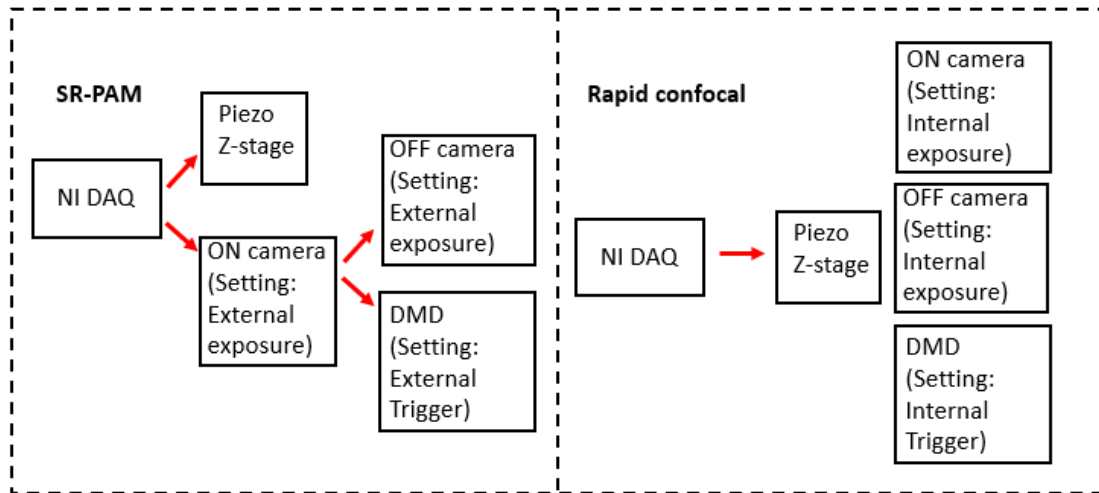 SR-PAM
NI DAQ
Piezo
Z-stage
ON camera
(Setting:
External
exposure)
OFF camera
(Setting:
External
exposure)
DMD
(Setting:
External
Trigger)
Rapid confocal
NI DAQ
Piezo
Z-stage
ON camera
(Setting:
Internal
exposure)
OFF camera
(Setting:
Internal
exposure)
DMD
(Setting:
Internal
Trigger)